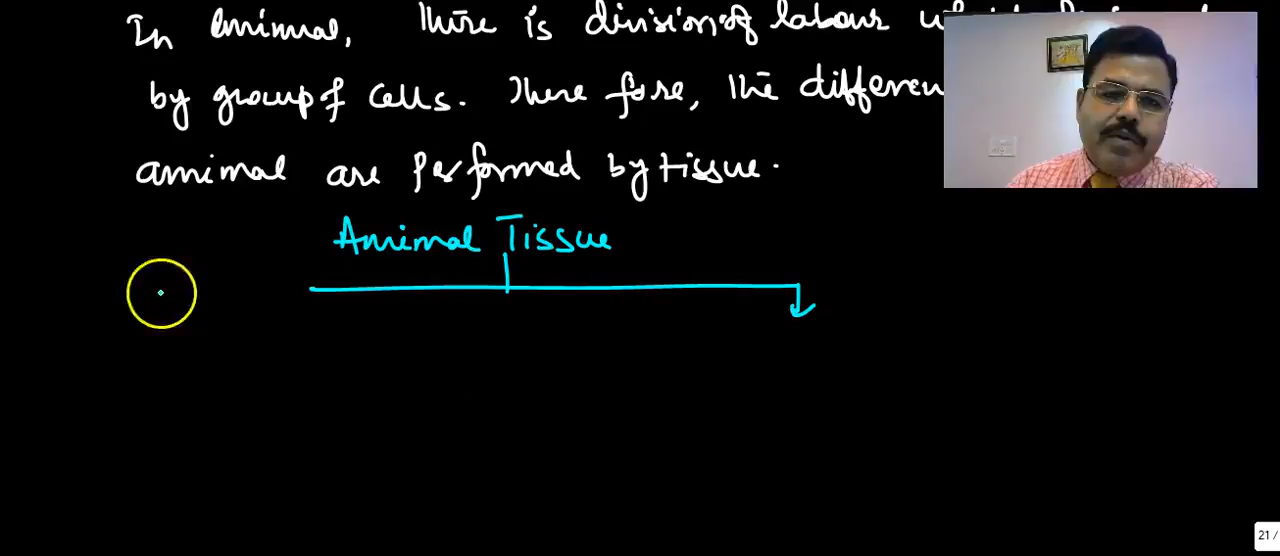 In animal, There is division of labour
by group of cells. There fore, the differen
animal are performed by tissue.
Animal Tissue
21 /